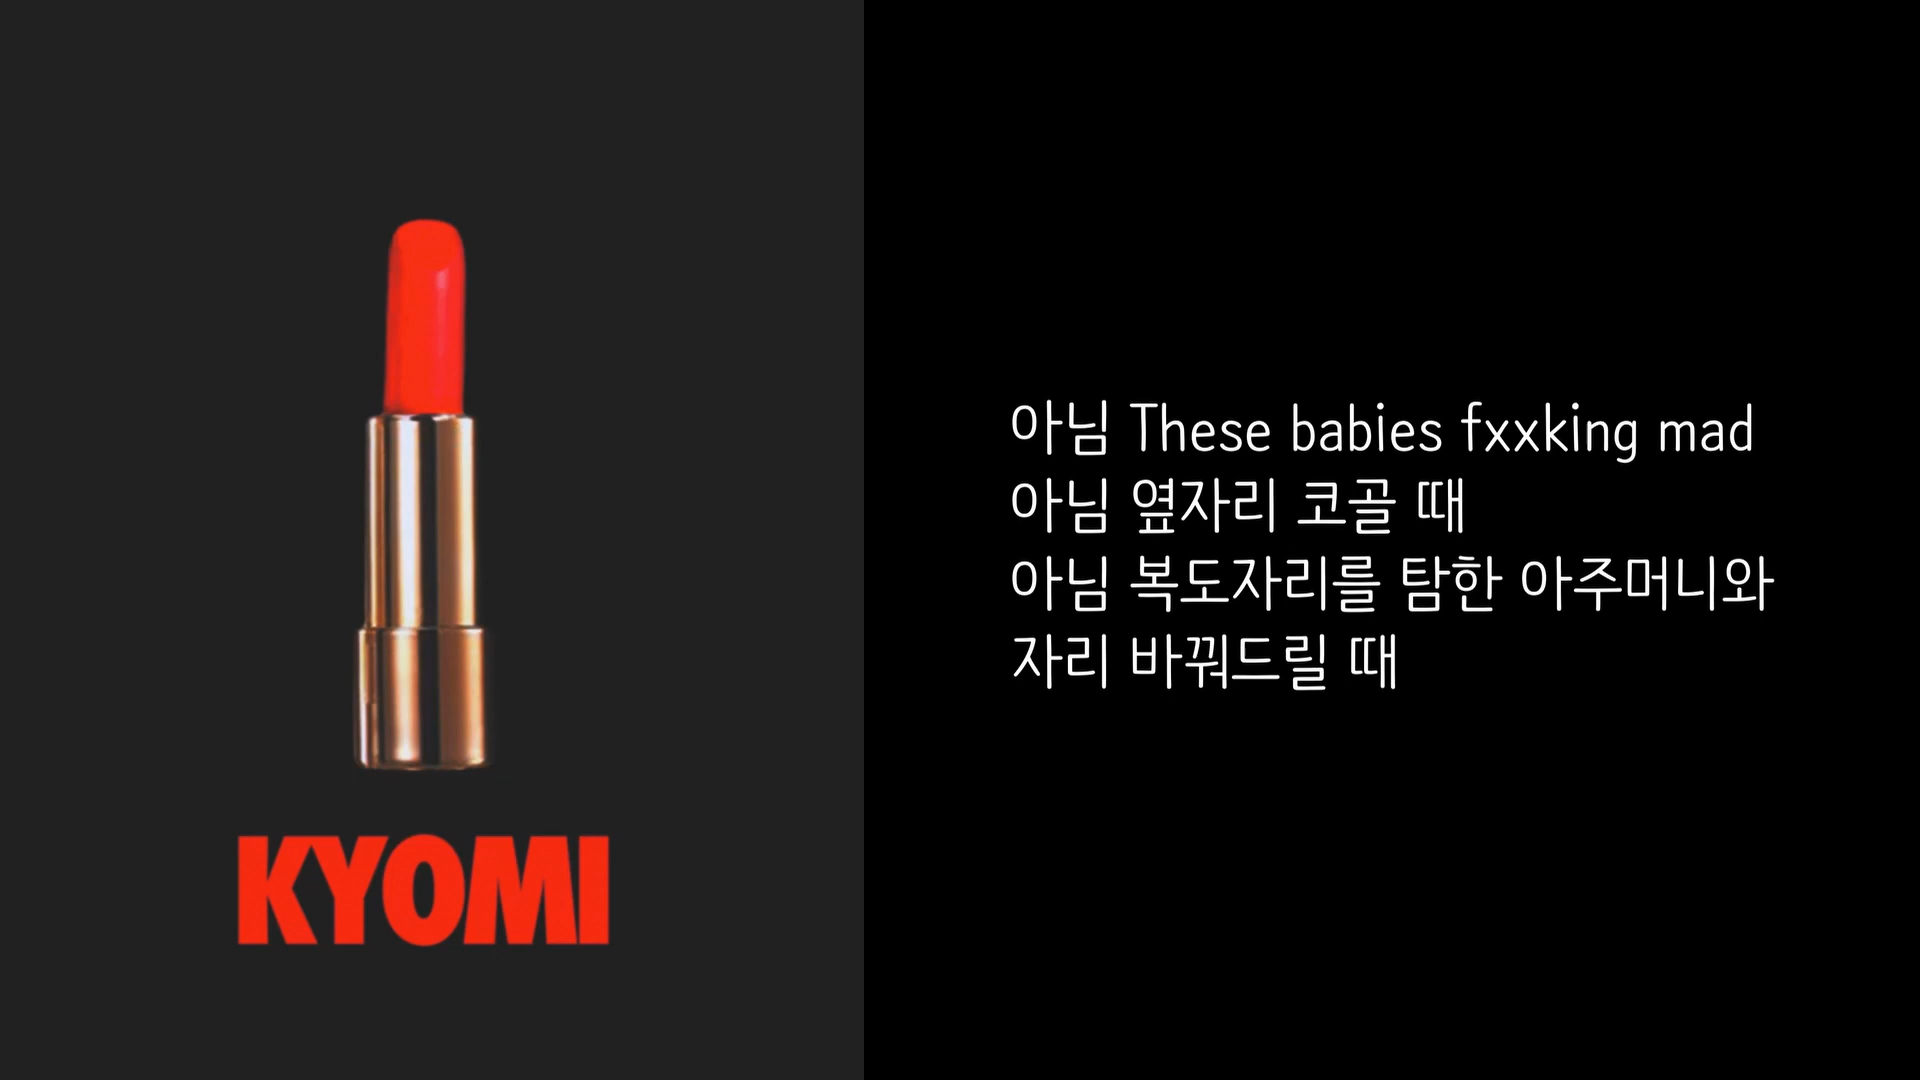 KYOMI
아님 These babies fxxking mad
아님 옆자리 코골 때
아님 복도자리를 탐한 아주머니와
자리 바꿔드릴 때